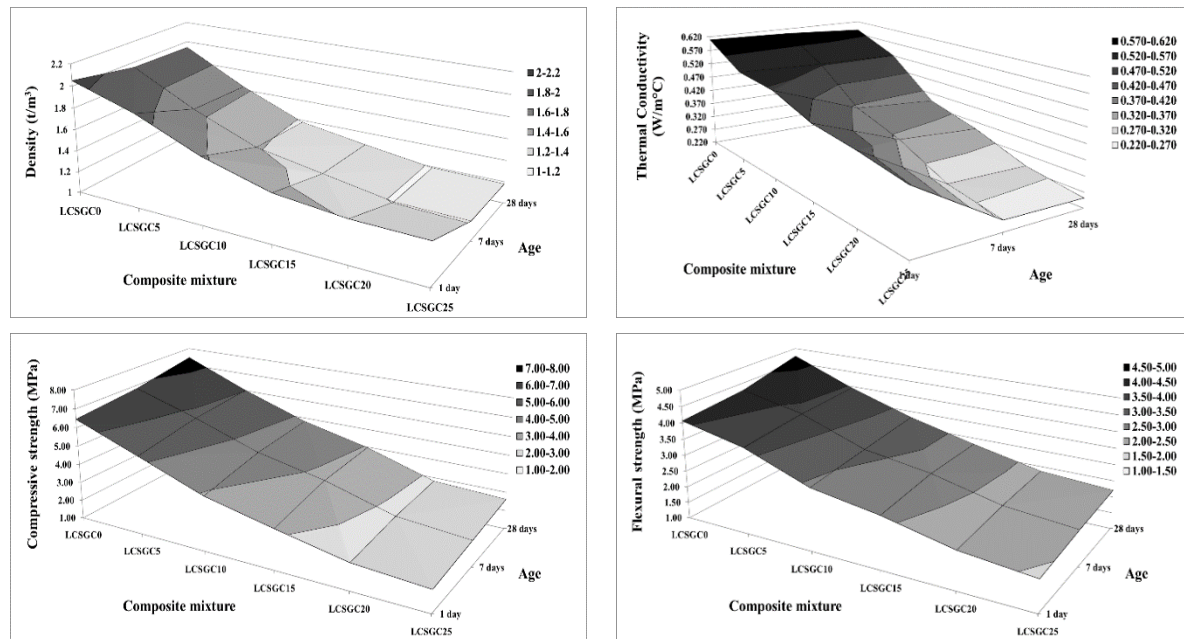 2.2
2
1.8
1.6
1.4
1.2
1
Density (t/m³)
LCSGC0
LCSGC5
LCSGC10
LCSGC15
LCSGC20
LCSGC25
Composite mixture
1 day
7 days
28 days
Age
2-2.2
1.8-2
1.6-1.8
1.4-1.6
1.2-1.4
1-1.2
0.620
0.570
0.520
0.470
0.420
0.370
0.320
0.270
0.220
Thermal Conductivity
(W/m°C)
LCSGC0
LCSGC5
LCSGC10
LCSGC15
LCSGC20
LCSGC25
Composite mixture
1 day
7 days
28 days
Age
0.570-0.620
0.520-0.570
0.470-0.520
0.420-0.470
0.370-0.420
0.320-0.370
0.270-0.320
0.220-0.270
8.00
7.00
6.00
5.00
4.00
3.00
2.00
1.00
Compressive strength (MPa)
LCSGC0
LCSGC5
LCSGC10
LCSGC15
LCSGC20
LCSGC25
Composite mixture
1 day
7 days
28 days
Age
7.00-8.00
6.00-7.00
5.00-6.00
4.00-5.00
3.00-4.00
2.00-3.00
1.00-2.00
5.00
4.50
4.00
3.50
3.00
2.50
2.00
1.50
1.00
Flexural strength (MPa)
LCSGC0
LCSGC5
LCSGC10
LCSGC15
LCSGC20
LCSGC25
Composite mixture
1 day
7 days
28 days
Age
4.50-5.00
4.00-4.50
3.50-4.00
3.00-3.50
2.50-3.00
2.00-2.50
1.50-2.00
1.00-1.50